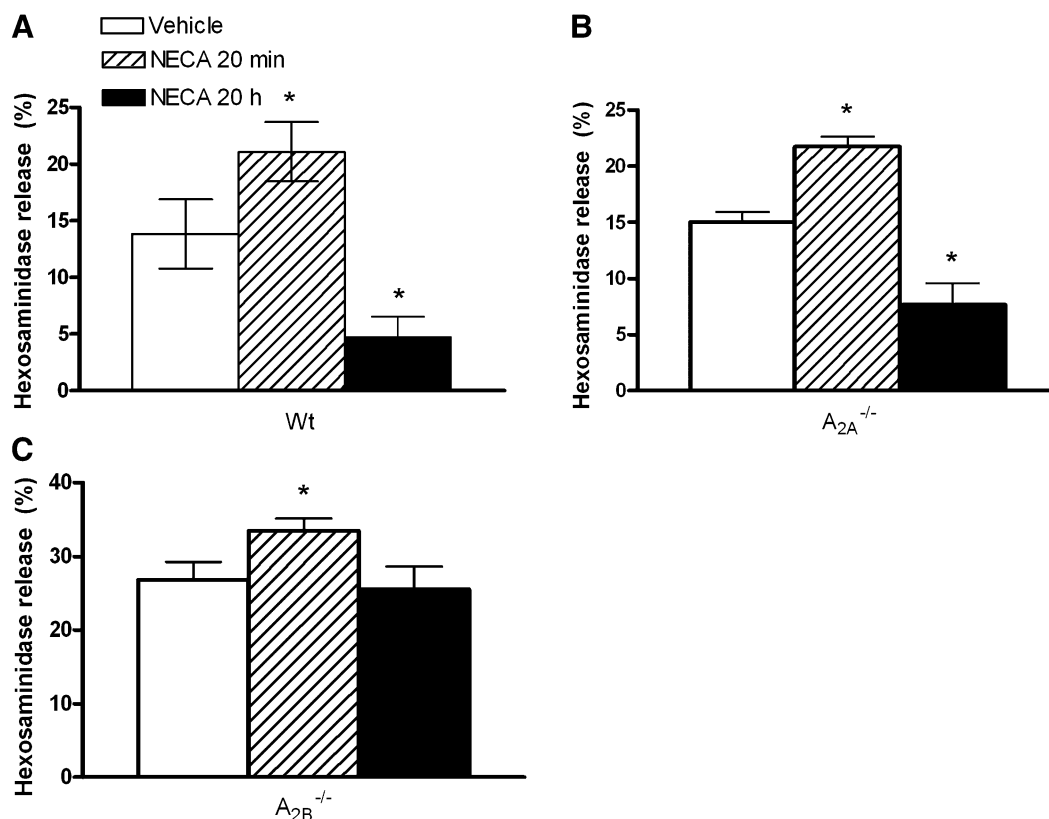 A
Vehicle
NECA 20 min
NECA 20 h
*
*
Hexosaminidase release (%)
25
20
15
10
5
0
Wt
B
*
*
Hexosaminidase release (%)
25
20
15
10
5
0
A2A-/-
C
*
Hexosaminidase release (%)
40
30
20
10
0
A2B-/-